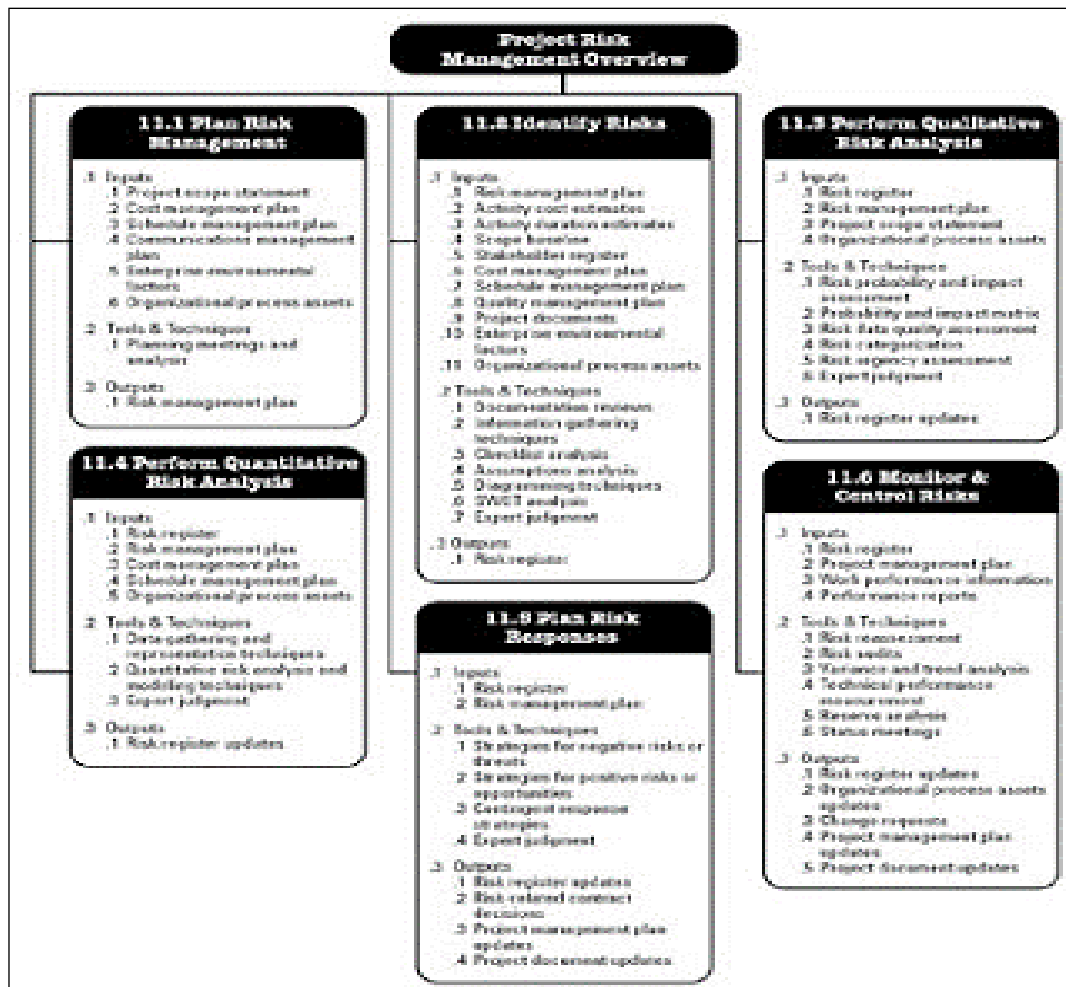 Project Risk
Management Overview
11.1 Plan Risk
Management
.1 Inputs
.1 Project scope statement
.2 Cost management plan
.3 Schedule management plan
.4 Communications management
plan
.5 Enterprise environmental
factors
.6 Organizational process assets
.2 Tools & Techniques
.1 Planning meetings and
analysis
.3 Outputs
.1 Risk management plan
11.2 Identify Risks
.1 Inputs
.1 Risk management plan
.2 Activity cost estimates
.3 Activity duration estimates
.4 Scope baseline
.5 Stakeholder register
.6 Cost management plan
.7 Schedule management plan
.8 Quality management plan
.9 Project documents
.10 Enterprise environmental
factors
.11 Organizational process assets
.2 Tools & Techniques
.1 Documentation reviews
.2 Information gathering
techniques
.3 Checklist analysis
.4 Assumptions analysis
.5 Diagramming techniques
.6 SWOT analysis
.7 Expert judgment
.3 Outputs
.1 Risk register
11.3 Perform Qualitative
Risk Analysis
.1 Inputs
.1 Risk register
.2 Risk management plan
.3 Project scope statement
.4 Organizational process assets
.2 Tools & Techniques
.1 Risk probability and impact
assessment
.2 Probability and impact matrix
.3 Risk data quality assessment
.4 Risk categorization
.5 Risk urgency assessment
.6 Expert judgment
.3 Outputs
.1 Risk register updates
11.4 Perform Quantitative
Risk Analysis
.1 Inputs
.1 Risk register
.2 Risk management plan
.3 Cost management plan
.4 Schedule management plan
.5 Organizational process assets
.2 Tools & Techniques
.1 Data gathering and
representation techniques
.2 Quantitative risk analysis and
modeling techniques
.3 Expert judgment
.3 Outputs
.1 Risk register updates
11.5 Plan Risk
Responses
.1 Inputs
.1 Risk register
.2 Risk management plan
.2 Tools & Techniques
.1 Strategies for negative risks or
threats
.2 Strategies for positive risks or
opportunities
.3 Contingent response
strategies
.4 Expert judgment
.3 Outputs
.1 Risk register updates
.2 Risk-related contract
decisions
.3 Project management plan
updates
.4 Project document updates
11.6 Monitor &
Control Risks
.1 Inputs
.1 Risk register
.2 Project management plan
.3 Work performance information
.4 Performance reports
.2 Tools & Techniques
.1 Risk reassessment
.2 Risk audits
.3 Variance and trend analysis
.4 Technical performance
measurement
.5 Reserve analysis
.6 Status meetings
.3 Outputs
.1 Risk register updates
.2 Organizational process assets
updates
.3 Change requests
.4 Project management plan
updates
.5 Project document updates